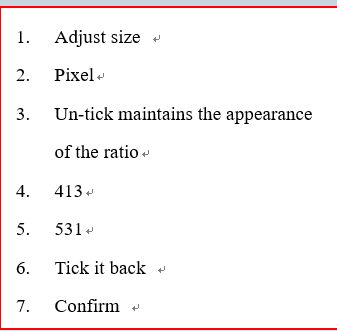 1. Adjust size
2. Pixel
3. Un-tick maintains the appearance
of the ratio
4. 413
5. 531
6. Tick it back
7. Confirm